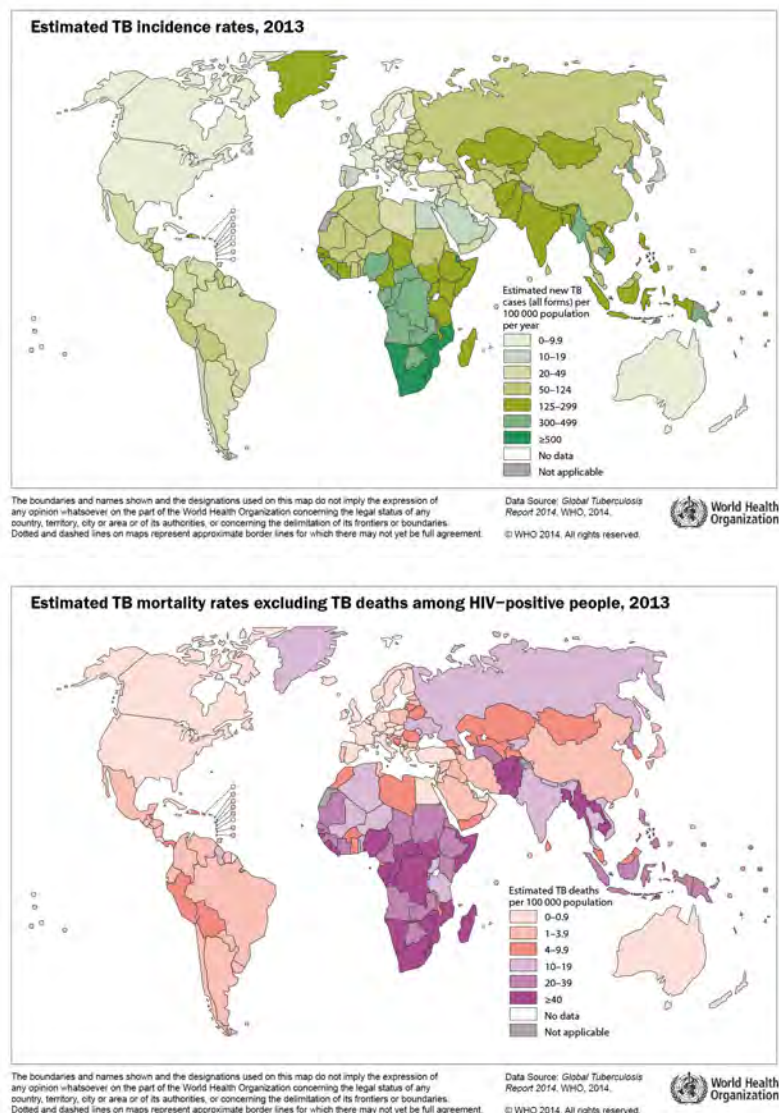 Estimated TB incidence rates, 2013
Estimated new TB
cases (all forms) per
100 000 population
per year
0–9.9
10–19
20–49
50–124
125–299
300–499
≥500
No data
Not applicable
The boundaries and names shown and the designations used on this map do not imply the expression of
any opinion whatsoever on the part of the World Health Organization concerning the legal status of any
country, territory, city or area or of its authorities, or concerning the delimitation of its frontiers or boundaries.
Dotted and dashed lines on maps represent approximate border lines for which there may not yet be full agreement.
Data Source: Global Tuberculosis
Report 2014. WHO, 2014.
© WHO 2014. All rights reserved.
World Health
Organization
Estimated TB mortality rates excluding TB deaths among HIV−positive people, 2013
Estimated TB deaths
per 100 000 population
0–0.9
1–3.9
4–9.9
10–19
20–39
≥40
No data
Not applicable
The boundaries and names shown and the designations used on this map do not imply the expression of
any opinion whatsoever on the part of the World Health Organization concerning the legal status of any
country, territory, city or area or of its authorities, or concerning the delimitation of its frontiers or boundaries.
Dotted and dashed lines on maps represent approximate border lines for which there may not yet be full agreement.
Data Source: Global Tuberculosis
Report 2014. WHO, 2014.
© WHO 2014. All rights reserved.
World Health
Organization